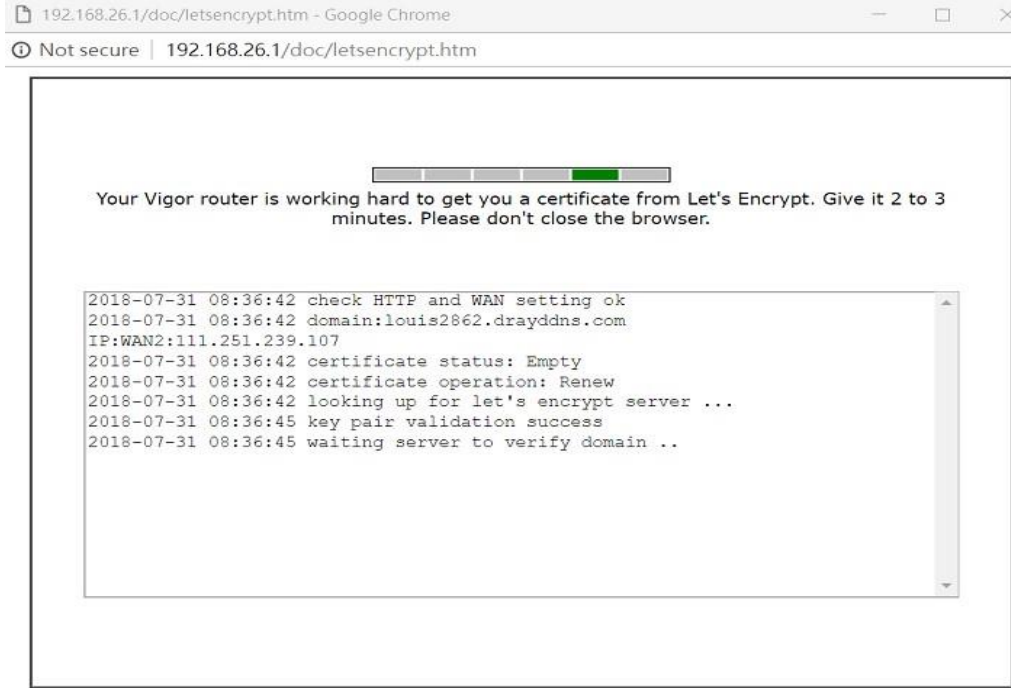 192.168.26.1/doc/letsencrypt.htm - Google Chrome
Not secure | 192.168.26.1/doc/letsencrypt.htm
Your Vigor router is working hard to get you a certificate from Let's Encrypt. Give it 2 to 3
minutes. Please don't close the browser.
2018-07-31 08:36:42 check HTTP and WAN setting ok
2018-07-31 08:36:42 domain:louis2862.drayddns.com
IP:WAN2:111.251.239.107
2018-07-31 08:36:42 certificate status: Empty
2018-07-31 08:36:42 certificate operation: Renew
2018-07-31 08:36:42 looking up for let's encrypt server ...
2018-07-31 08:36:45 key pair validation success
2018-07-31 08:36:45 waiting server to verify domain ..